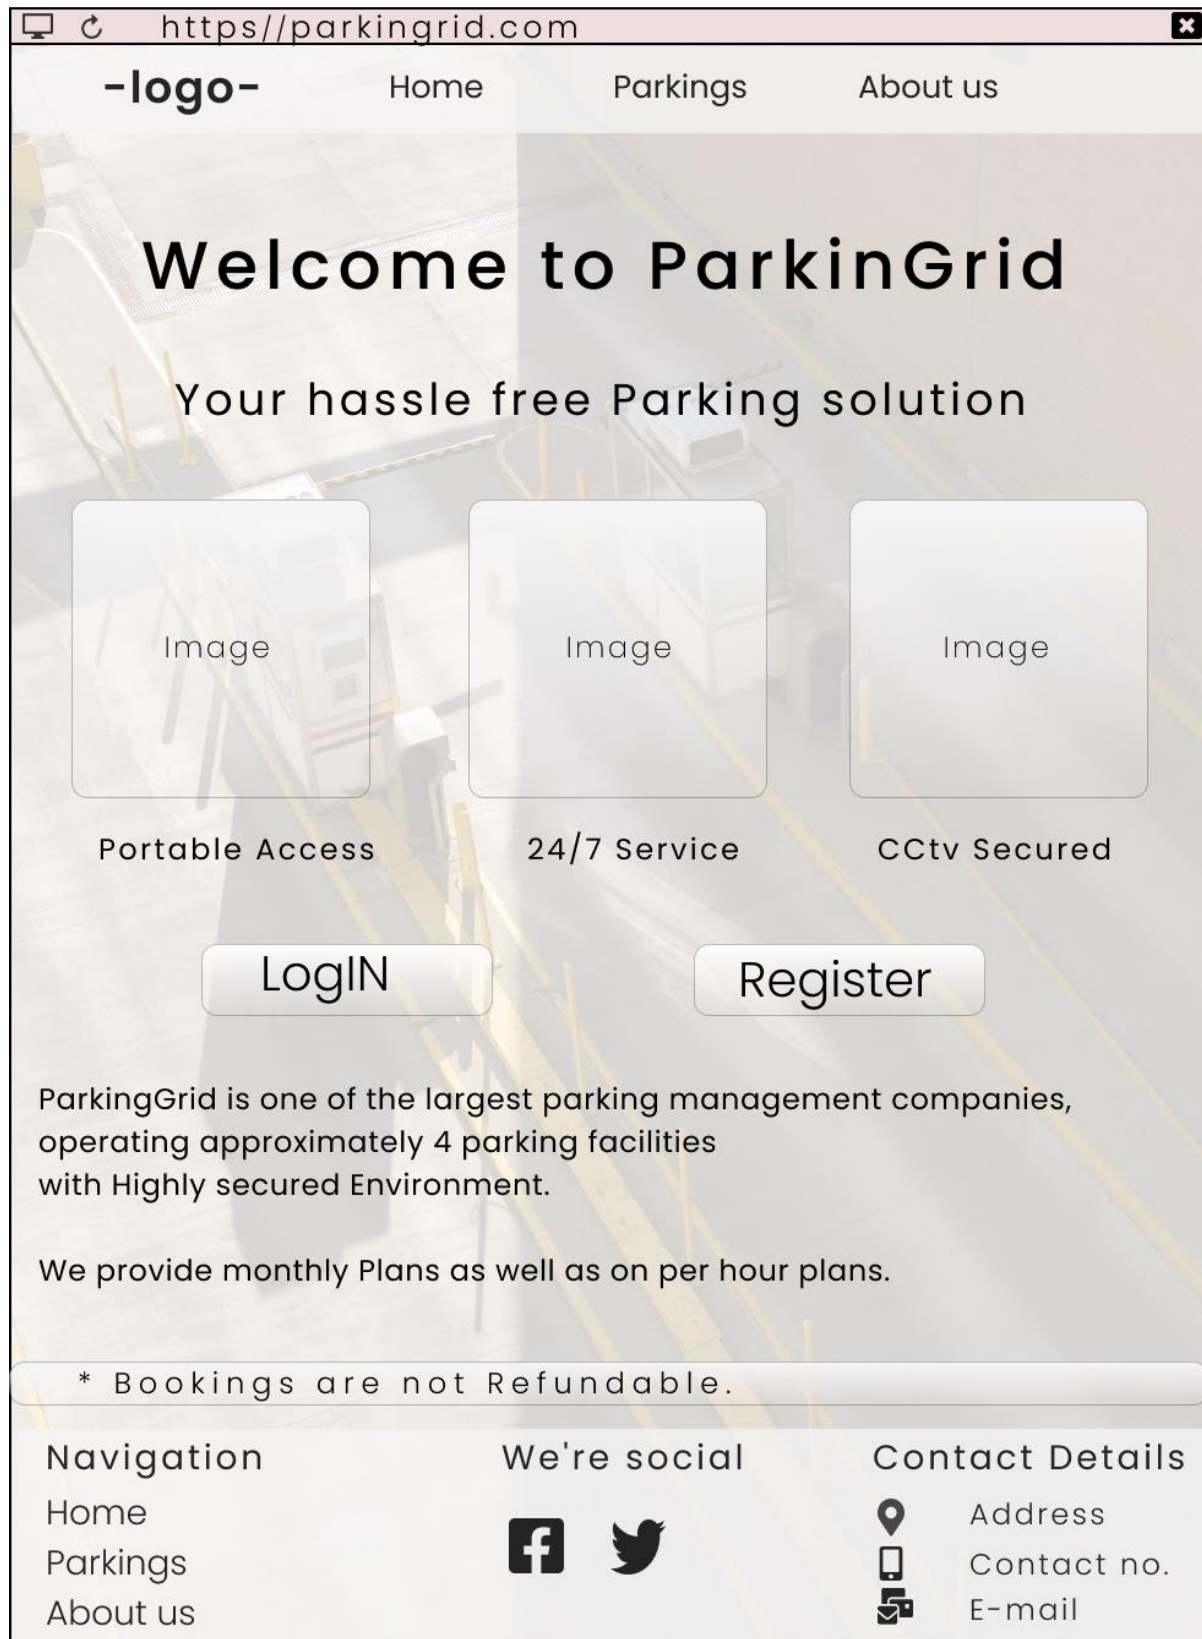 https//parkingrid.com
-logo- Home Parkings About us
Welcome to ParkinGrid
Your hassle free Parking solution
Image Image Image
Portable Access 24/7 Service CCtv Secured
LogIN Register
ParkingGrid is one of the largest parking management companies,
operating approximately 4 parking facilities
with Highly secured Environment.
We provide monthly Plans as well as on per hour plans.
* Bookings are not Refundable.
Navigation We're social Contact Details
Home Address
Parkings Contact no.
About us E-mail